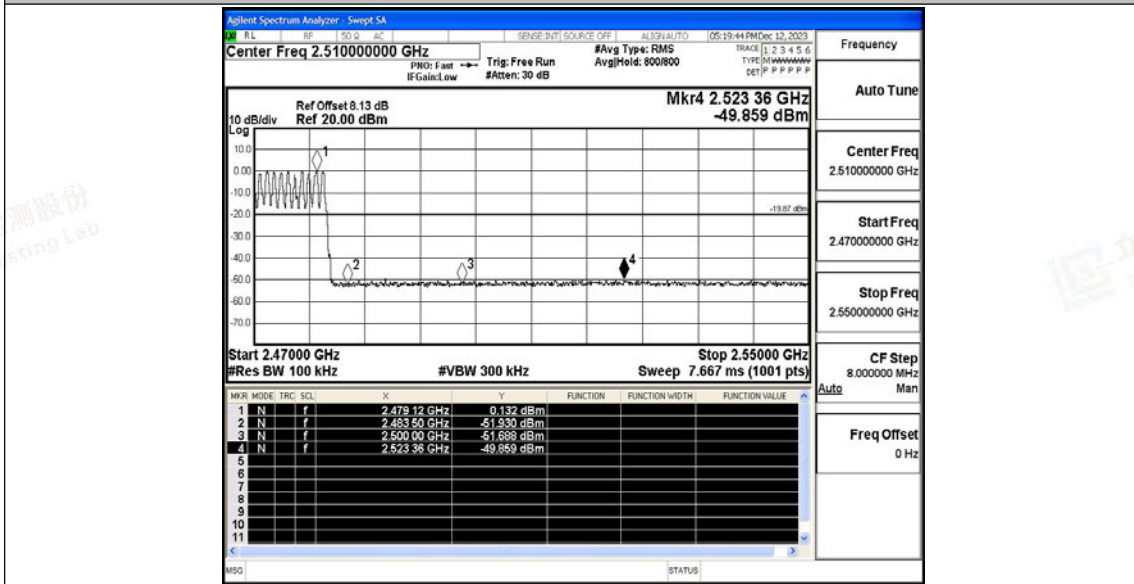 Agilent Spectrum Analyzer - Swept SA
RL RF 50 Ω AC SENSE:INT SOURCE OFF ALIGNAUTO 05:19:44 PM Dec 12, 2023
Center Freq 2.510000000 GHz
PNO: Fast
IFGain:Low
Trig: Free Run
#Atten: 30 dB
#Avg Type: RMS
Avg|Hold: 800/800
TRACE 1 2 3 4 5 6
TYPE M
DET P P P P P P
Mkr4 2.523 36 GHz
-49.859 dBm
Ref Offset 8.13 dB
10 dB/div Ref 20.00 dBm
Log
10.0
0.00
-10.0
-20.0
-30.0
-40.0
-50.0
-60.0
-70.0
1
2
3
4
-19.87 dBm
Start 2.47000 GHz Stop 2.55000 GHz
#Res BW 100 kHz #VBW 300 kHz Sweep 7.667 ms (1001 pts)
MKR MODE TRC SCL X Y FUNCTION FUNCTION WIDTH FUNCTION VALUE
1 N f 2.479 12 GHz 0.132 dBm
2 N f 2.483 50 GHz -51.930 dBm
3 N f 2.500 00 GHz -51.688 dBm
4 N f 2.523 36 GHz -49.859 dBm
5
6
7
8
9
10
11
MSG STATUS
Frequency
Auto Tune
Center Freq
2.510000000 GHz
Start Freq
2.470000000 GHz
Stop Freq
2.550000000 GHz
CF Step
8.000000 MHz
Auto Man
Freq Offset
0 Hz
测股份
sting Lab
立